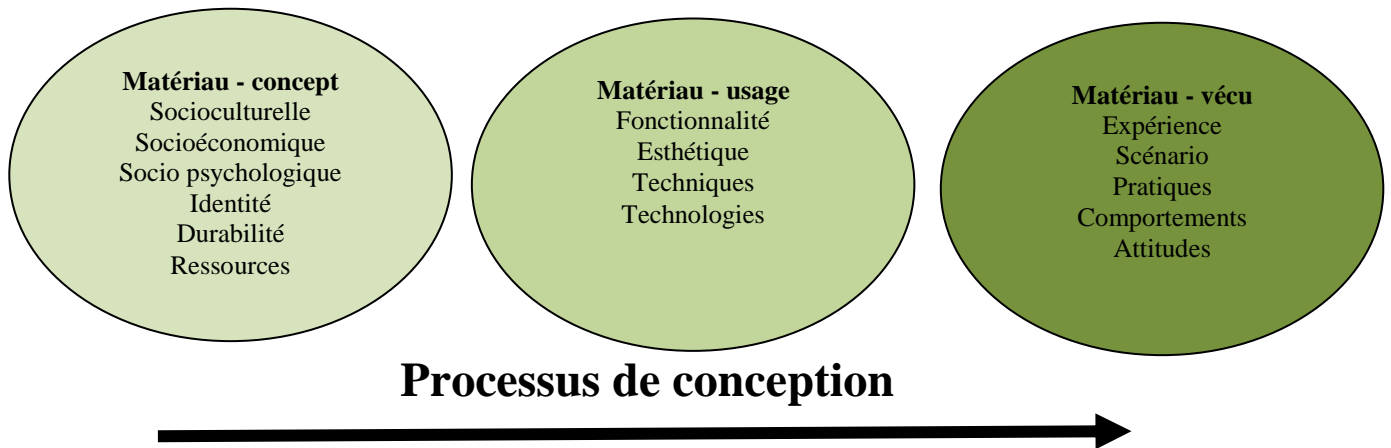 Matériau - concept
Socioculturelle
Socioéconomique
Socio psychologique
Identité
Durabilité
Ressources
Matériau - usage
Fonctionnalité
Esthétique
Techniques
Technologies
Matériau - vécu
Expérience
Scénario
Pratiques
Comportements
Attitudes
Processus de conception